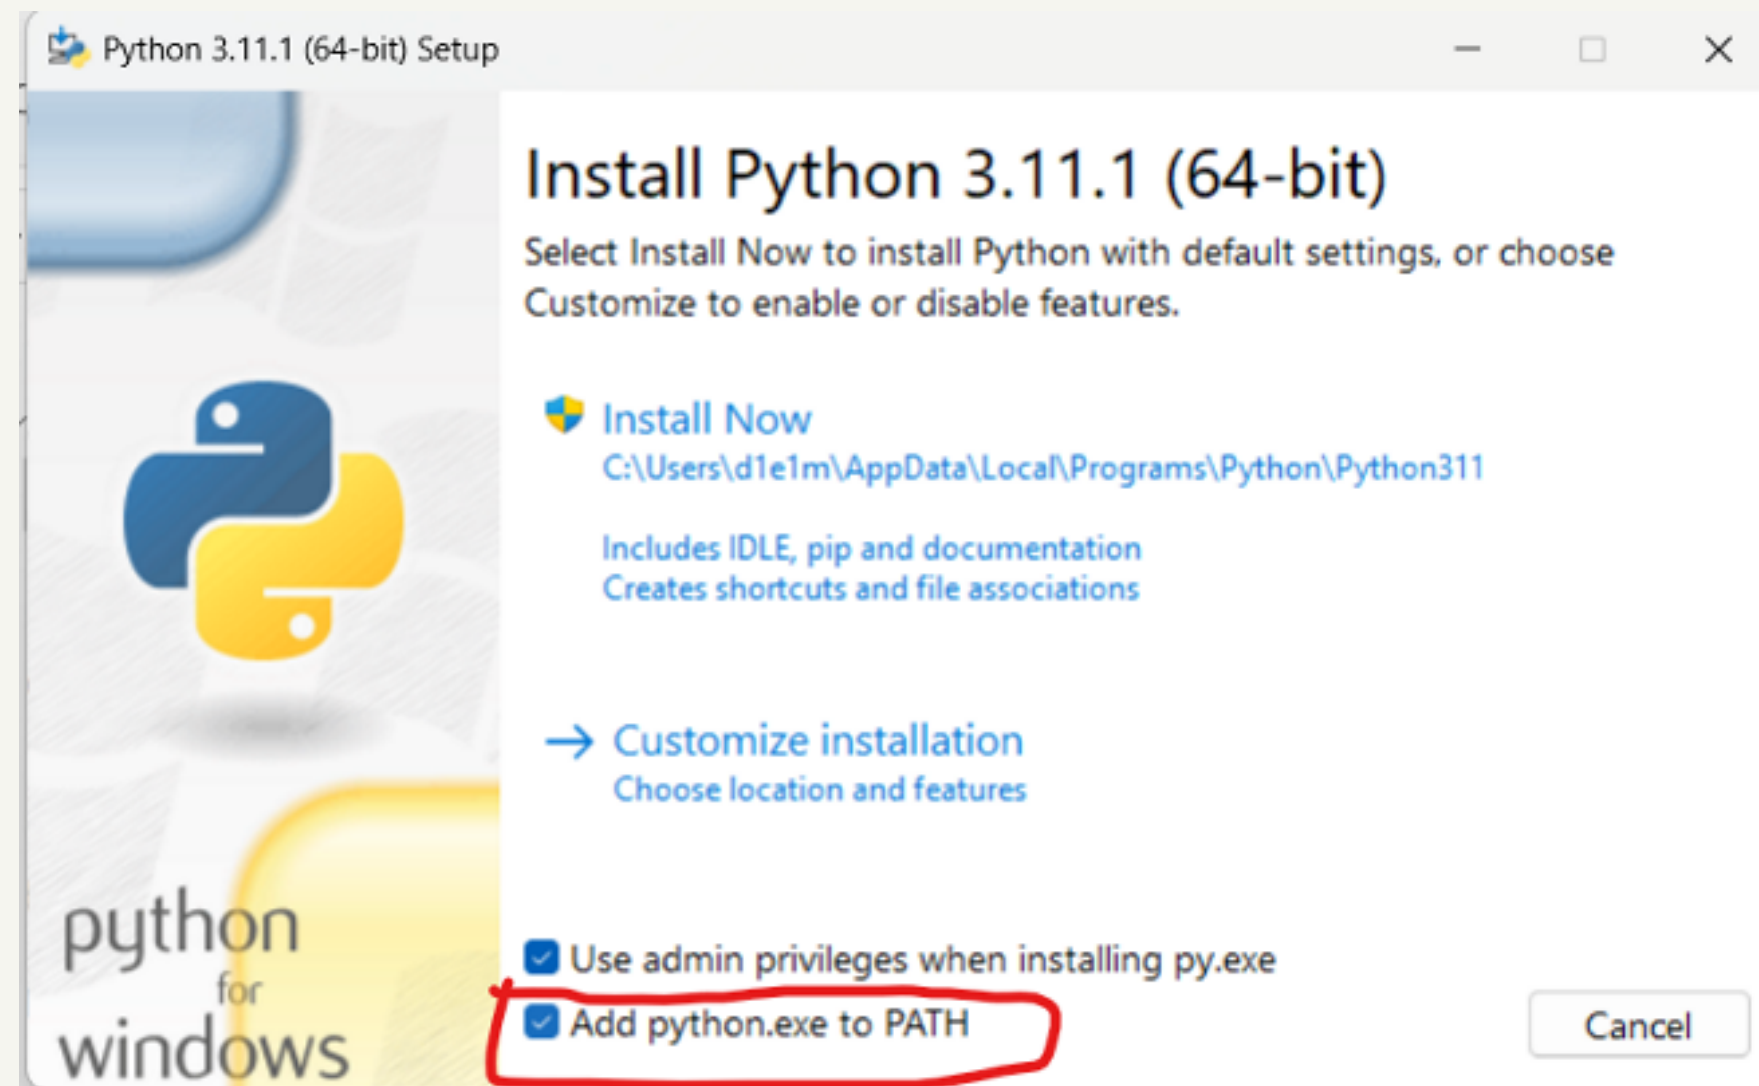 Python 3.11.1 (64-bit) Setup
Install Python 3.11.1 (64-bit)
Select Install Now to install Python with default settings, or choose
Customize to enable or disable features.
Install Now
C:\Users\d1e1m\AppData\Local\Programs\Python\Python311
Includes IDLE, pip and documentation
Creates shortcuts and file associations
Customize installation
Choose location and features
python
for
windows
Use admin privileges when installing py.exe
Add python.exe to PATH
Cancel